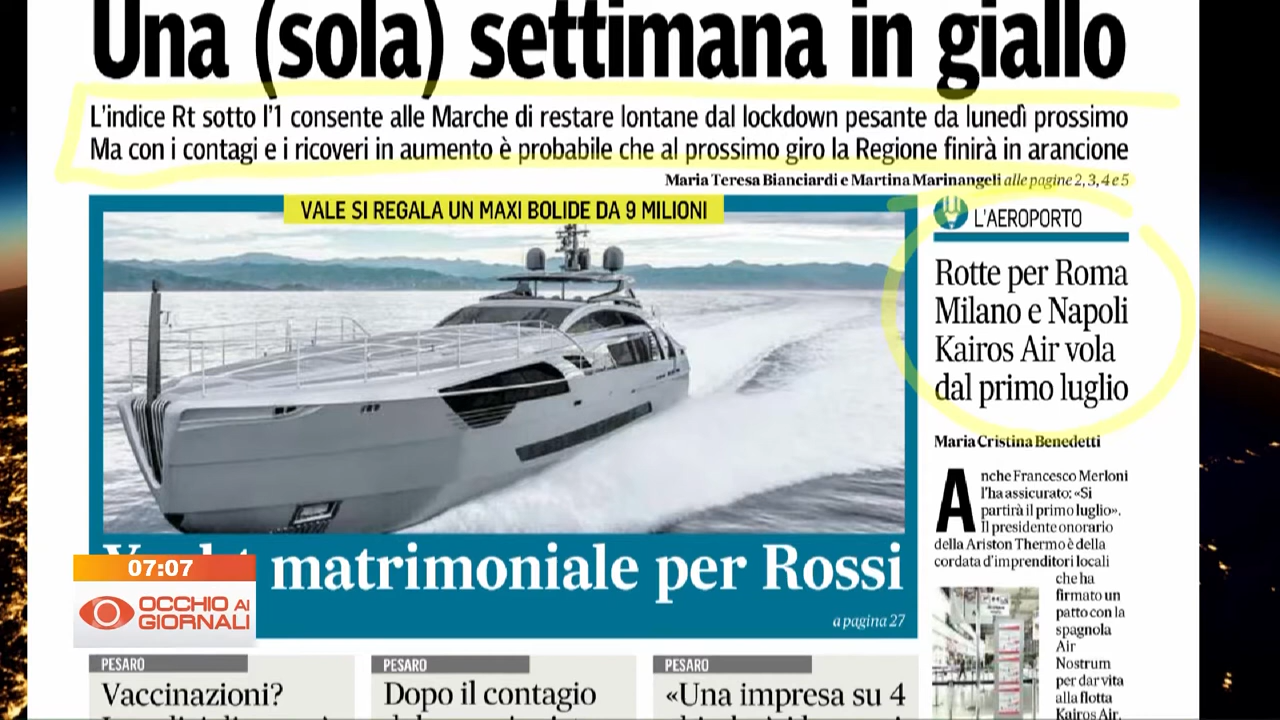 Una (sola) settimana in giallo
L'indice Rt sotto l'1 consente alle Marche di restare lontane dal lockdown pesante da lunedì prossimo
Ma con i contagi e i ricoveri in aumento è probabile che al prossimo giro la Regione finirà in arancione
Maria Teresa Bianciardi e Martina Marinangeli alle pagine 2, 3, 4 e 5
VALE SI REGALA UN MAXI BOLIDE DA 9 MILIONI
matrimoniale per Rossi
a pagina 27
L'AEROPORTO
Rotte per Roma
Milano e Napoli
Kairos Air vola
dal primo luglio
Maria Cristina Benedetti
Anche Francesco Merloni
l'ha assicurato: «Si
partirà il primo luglio».
Il presidente onorario
della Ariston Thermo è della
cordata d'imprenditori locali
che ha
firmato un
patto con la
spagnola
Air
Nostrum
per dar vita
alla flotta
Kairos Air.
07:07
OCCHIO AI
GIORNALI
PESARO
Vaccinazioni?
PESARO
Dopo il contagio
PESARO
«Una impresa su 4